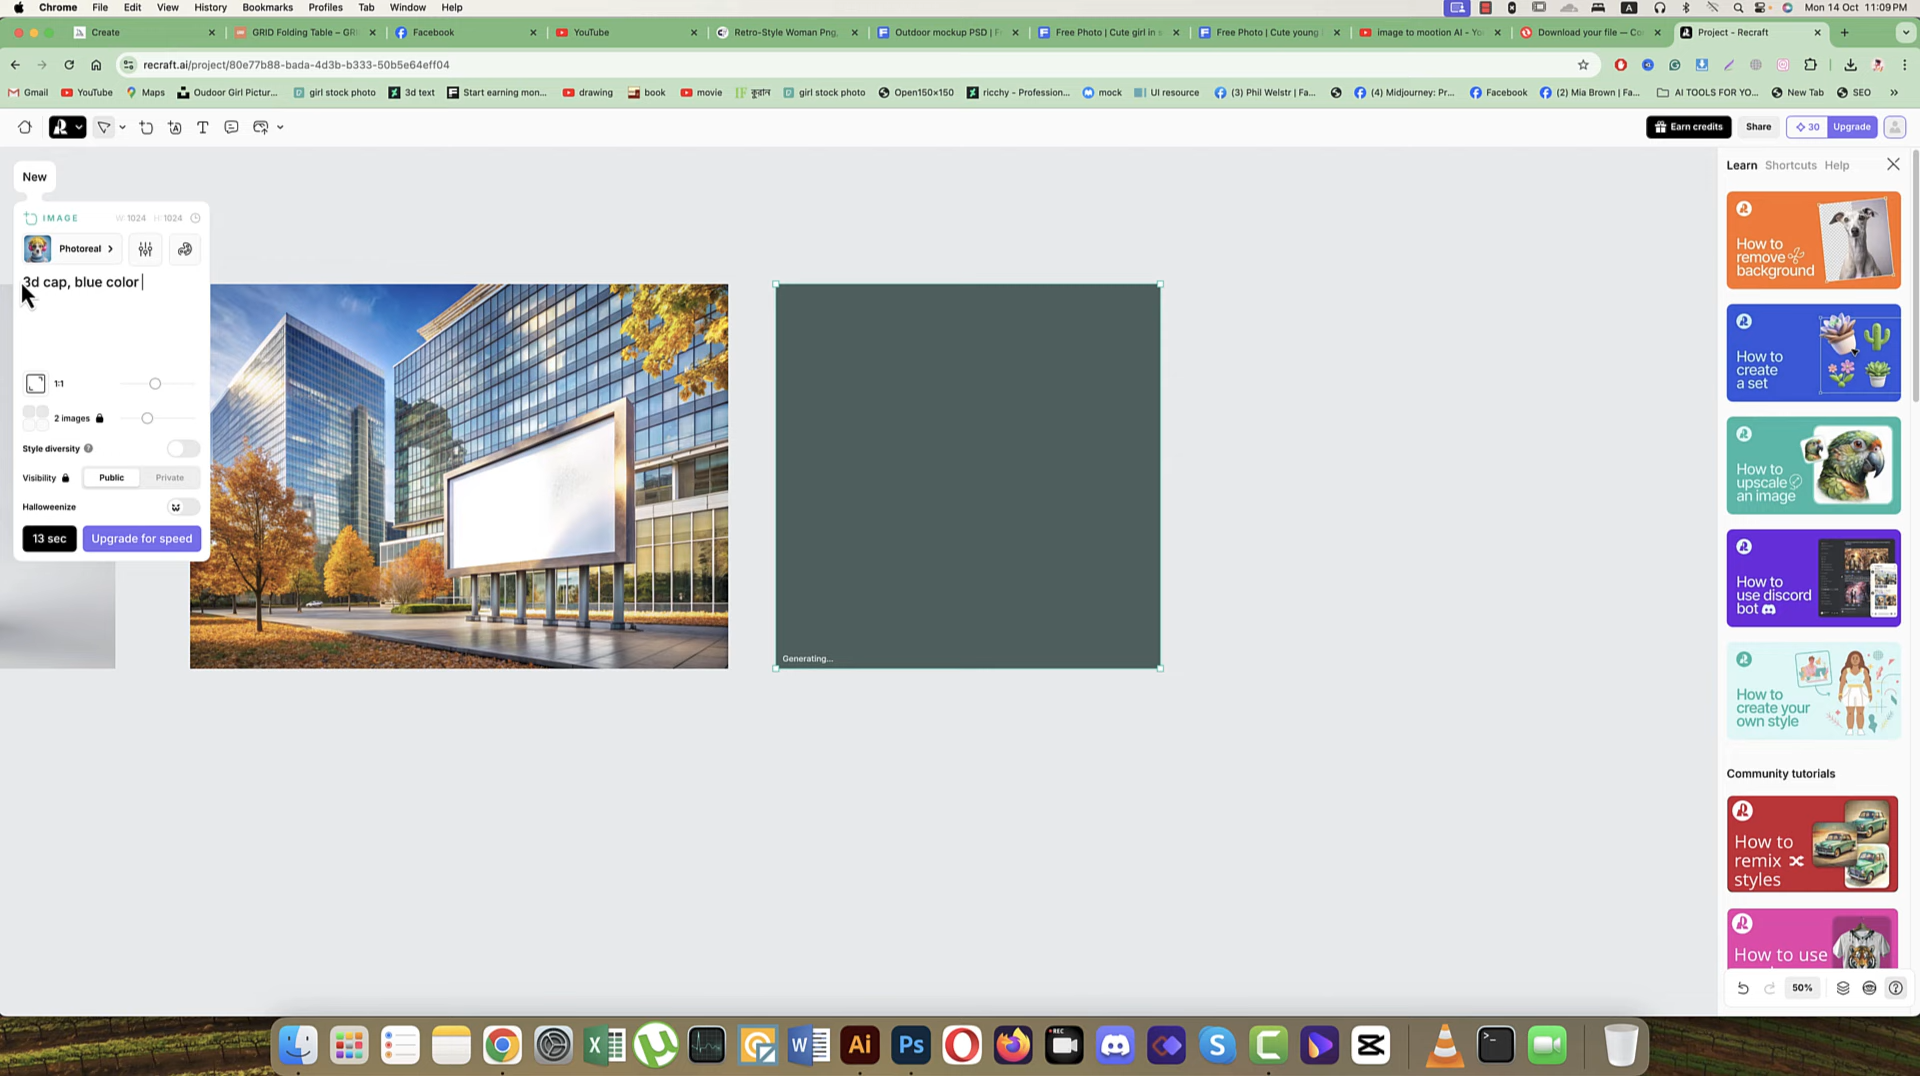 Chrome File Edit View History Bookmarks Profiles Tab Window Help
A
Mon 14 Oct 11:09 PM
Create
GRID Folding Table – GRI
Facebook
YouTube
Retro-Style Woman Png,
Outdoor mockup PSD | F
Free Photo | Cute girl in s
Free Photo | Cute young
image to mootion AI - Yo
Download your file — Co
Project - Recraft
recraft.ai/project/80e77b88-bada-4d3b-b333-50b5e64eff04
Gmail YouTube Maps Oudoor Girl Pictur... girl stock photo 3d text Start earning mon... drawing book movie কুরান girl stock photo Open150×150 ricchy - Profession... mock UI resource (3) Phil Welstr | Fa... (4) Midjourney: Pr... Facebook (2) Mia Brown | Fa... AI TOOLS FOR YO... New Tab SEO
Earn credits
Share
30
Upgrade
New
IMAGE
W 1024 H 1024
Photoreal
3d cap, blue color
1:1
2 images
Style diversity
Visibility Public Private
Halloweenize
13 sec
Upgrade for speed
Generating...
Learn Shortcuts Help
How to
remove
background
How to
create
a set
How to
upscale
an image
How to
use discord
bot
How to
create your
own style
Community tutorials
How to
remix
styles
How to use
50%
Ai
Ps
REC